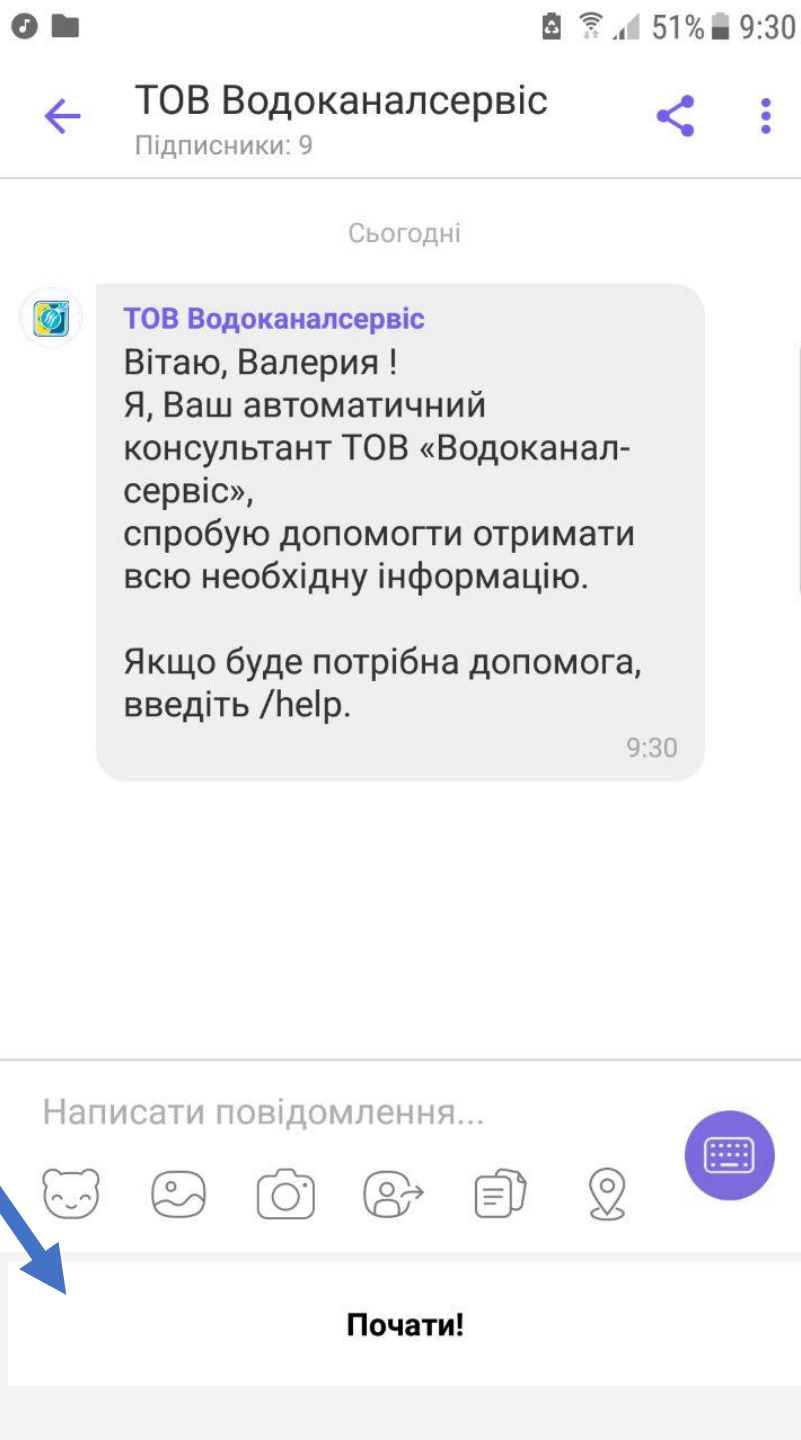 51% 9:30
ТОВ Водоканалсервіс
Підписники: 9
Сьогодні
ТОВ Водоканалсервіс
Вітаю, Валерия !
Я, Ваш автоматичний
консультант ТОВ «Водоканал-
сервіс»,
спробую допомогти отримати
всю необхідну інформацію.
Якщо буде потрібна допомога,
введіть /help.
9:30
Написати повідомлення...
Почати!